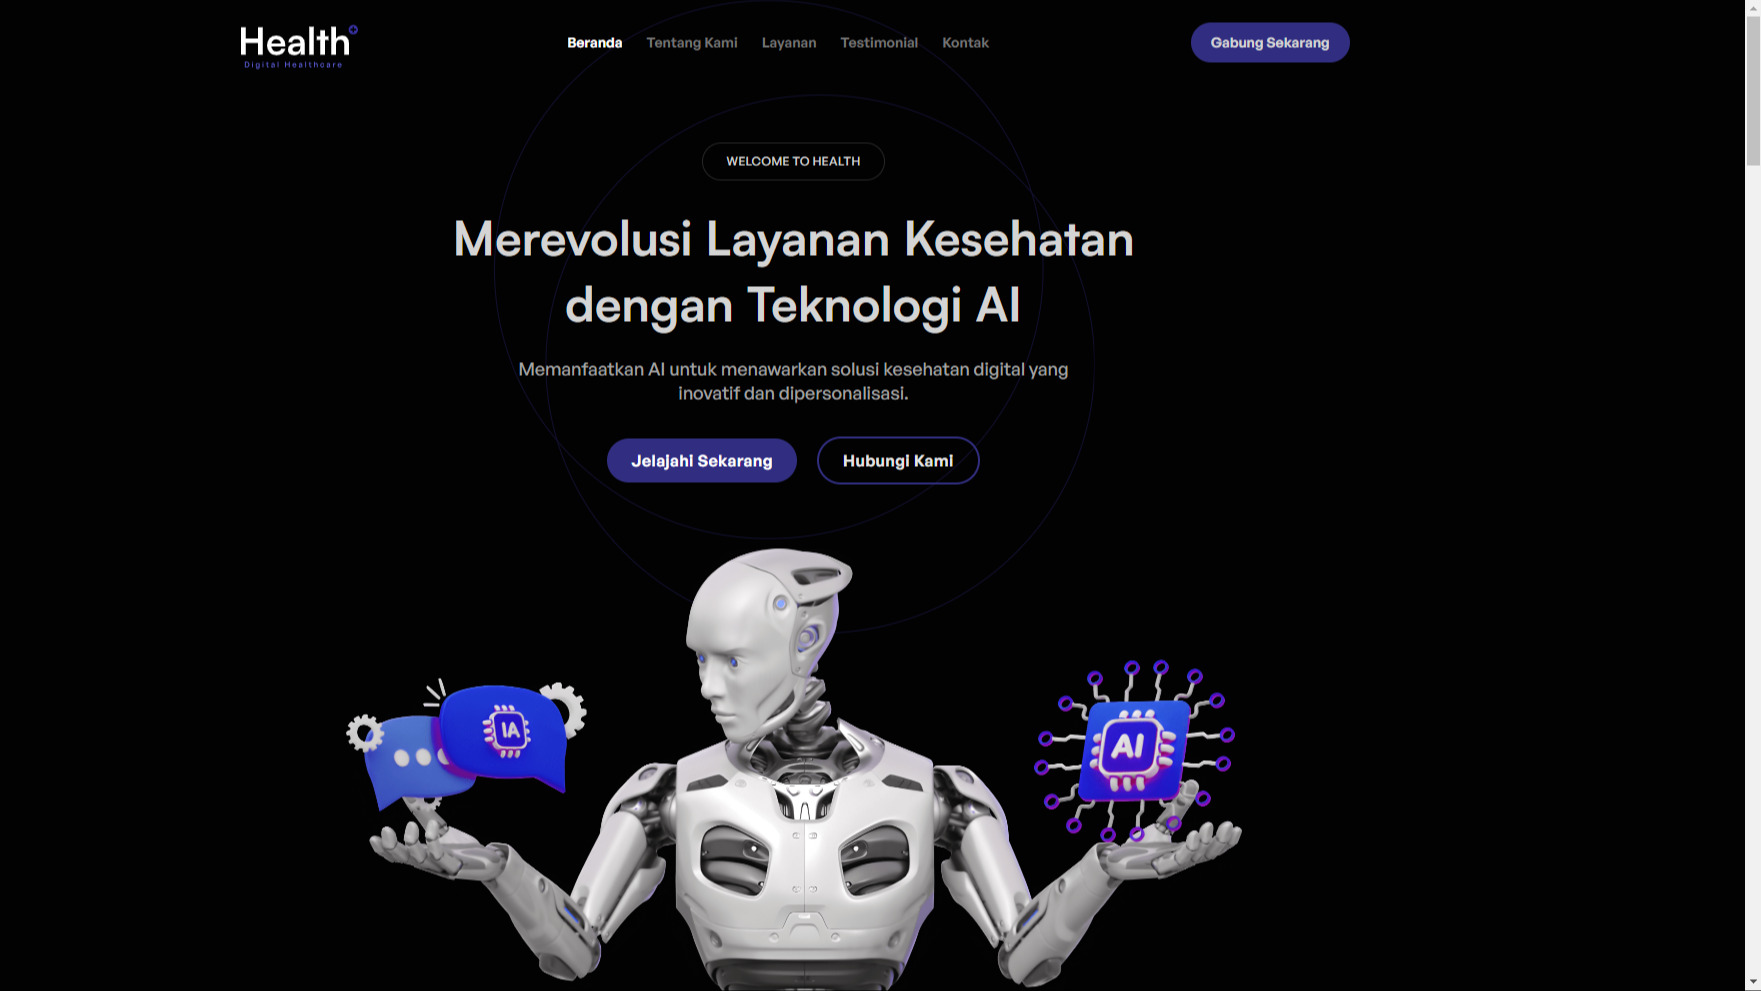 Health
Digital Healthcare
Beranda
Tentang Kami
Layanan
Testimonial
Kontak
Gabung Sekarang
WELCOME TO HEALTH
Merevolusi Layanan Kesehatan
dengan Teknologi AI
Memanfaatkan AI untuk menawarkan solusi kesehatan digital yang
inovatif dan dipersonalisasi.
Jelajahi Sekarang
Hubungi Kami
IA
AI